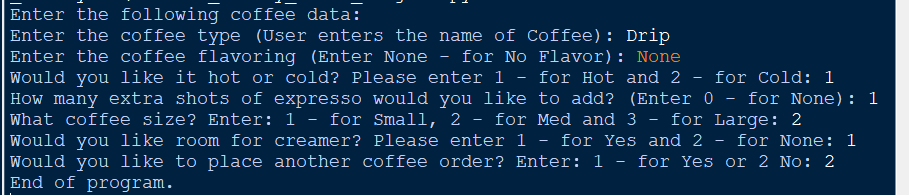 Enter the following coffee data:
Enter the coffee type (User enters the name of Coffee): Drip
Enter the coffee flavoring (Enter None - for No Flavor): None
Would you like it hot or cold? Please enter 1 - for Hot and 2 - for Cold: 1
How many extra shots of expresso would you like to add? (Enter 0 - for None): 1
What coffee size? Enter: 1 - for Small, 2 - for Med and 3 - for Large: 2
Would you like room for creamer? Please enter 1 - for Yes and 2 - for None: 1
Would you like to place another coffee order? Enter: 1 - for Yes or 2 No: 2
End of program.